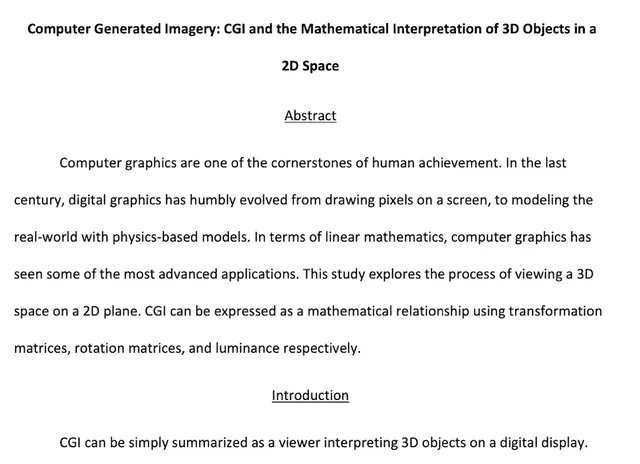 Computer Generated Imagery: CGI and the Mathematical Interpretation of 3D Objects in a
2D Space
Abstract
Computer graphics are one of the cornerstones of human achievement. In the last
century, digital graphics has humbly evolved from drawing pixels on a screen, to modeling the
real-world with physics-based models. In terms of linear mathematics, computer graphics has
seen some of the most advanced applications. This study explores the process of viewing a 3D
space on a 2D plane. CGI can be expressed as a mathematical relationship using transformation
matrices, rotation matrices, and luminance respectively.
Introduction
CGI can be simply summarized as a viewer interpreting 3D objects on a digital display.